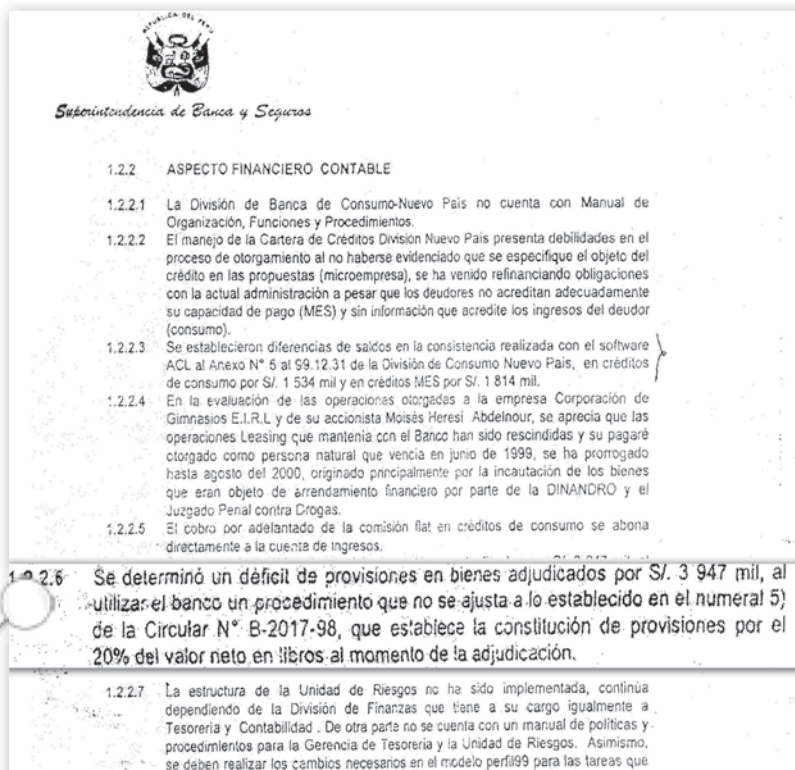 REPUBLICA DEL PERU
Superintendencia de Banca y Seguros
1.2.2 ASPECTO FINANCIERO CONTABLE
1.2.2.1 La División de Banca de Consumo-Nuevo País no cuenta con Manual de
Organización, Funciones y Procedimientos.
1.2.2.2 El manejo de la Cartera de Créditos División Nuevo País presenta debilidades en el
proceso de otorgamiento al no haberse evidenciado que se especifique el objeto del
crédito en las propuestas (microempresa), se ha venido refinanciando obligaciones
con la actual administración a pesar que los deudores no acreditan adecuadamente
su capacidad de pago (MES) y sin información que acredite los ingresos del deudor
(consumo).
1.2.2.3 Se establecieron diferencias de saldos en la consistencia realizada con el software
ACL al Anexo N° 5 al 99.12.31 de la División de Consumo Nuevo País, en créditos
de consumo por S/. 1 534 mil y en créditos MES por S/. 1 814 mil.
1.2.2.4 En la evaluación de las operaciones otorgadas a la empresa Corporación de
Gimnasios E.I.R.L y de su accionista Moisés Heresi Abdelnour, se aprecia que las
operaciones Leasing que mantenia con el Banco han sido rescindidas y su pagaré
otorgado como persona natural que vencia en junio de 1999, se ha prorrogado
hasta agosto del 2000, originado principalmente por la incautación de los bienes
que eran objeto de arrendamiento financiero por parte de la DINANDRO y el
Juzgado Penal contra Drogas.
1.2.2.5 El cobro por adelantado de la comisión flat en créditos de consumo se abona
directamente a la cuenta de Ingresos.
1.2.2.6 Se determinó un déficit de provisiones en bienes adjudicados por S/. 3 947 mil, al
utilizar el banco un procedimiento que no se ajusta a lo establecido en el numeral 5)
de la Circular N° B-2017-98, que establece la constitución de provisiones por el
20% del valor neto en libros al momento de la adjudicación.
1.2.2.7 La estructura de la Unidad de Riesgos no ha sido implementada, continúa
dependiendo de la División de Finanzas que tiene a su cargo igualmente a
Tesoreria y Contabilidad . De otra parte no se cuenta con un manual de políticas y
procedimientos para la Gerencia de Tesoreria y la Unidad de Riesgos. Asimismo,
se deben realizar los cambios necesarios en el modelo perfil99 para las tareas que